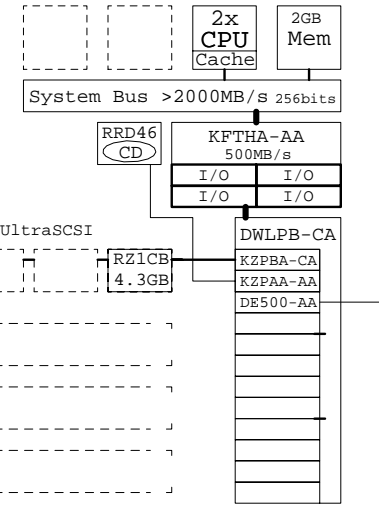 2x
CPU
Cache
2GB
Mem
System Bus >2000MB/s 256bits
RRD46
CD
KFTHA-AA
500MB/s
I/O I/O
I/O I/O
UltraSCSI
DWLPB-CA
RZ1CB
4.3GB
KZPBA-CA
KZPAA-AA
DE500-AA